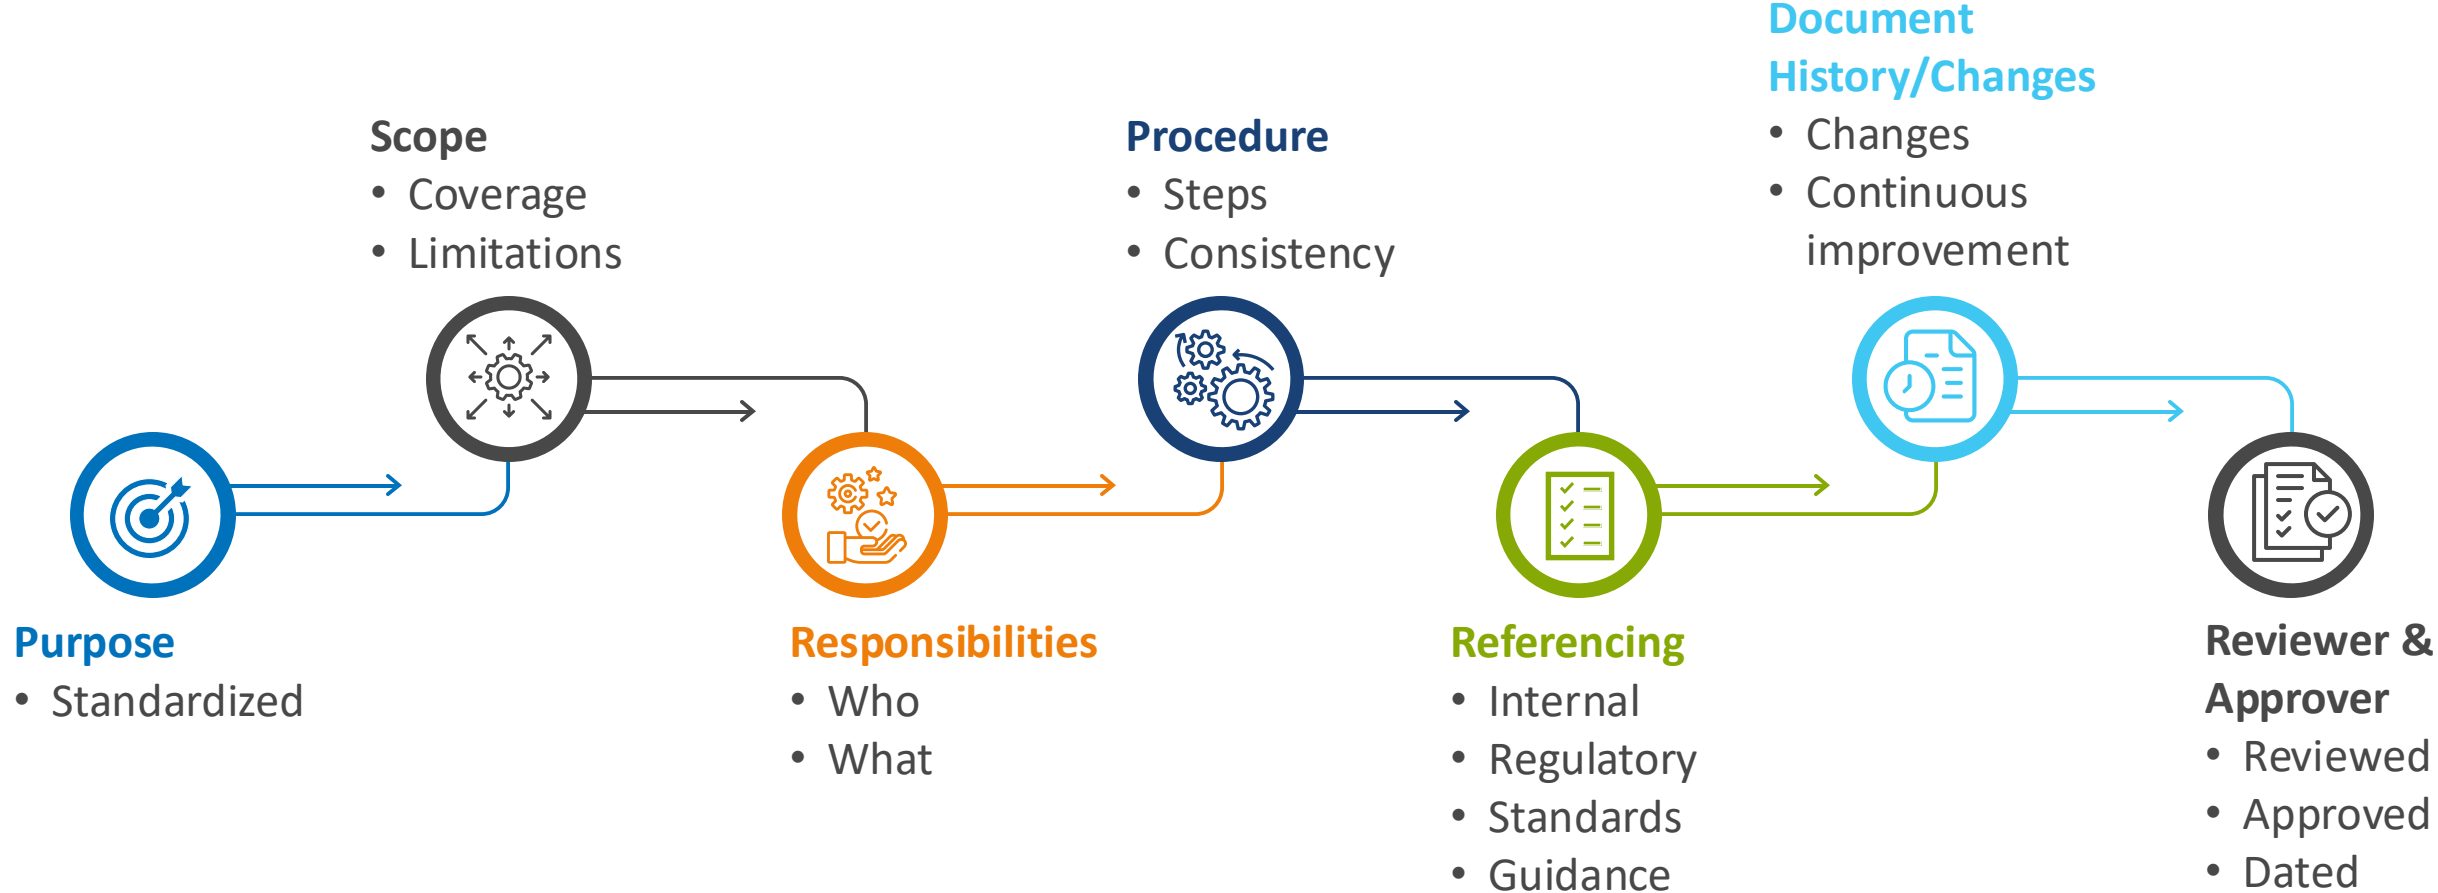 Purpose
• Standardized
Scope
• Coverage
• Limitations
Responsibilities
• Who
• What
Procedure
• Steps
• Consistency
Referencing
• Internal
• Regulatory
• Standards
• Guidance
Document
History/Changes
• Changes
• Continuous
improvement
Reviewer &
Approver
• Reviewed
• Approved
• Dated